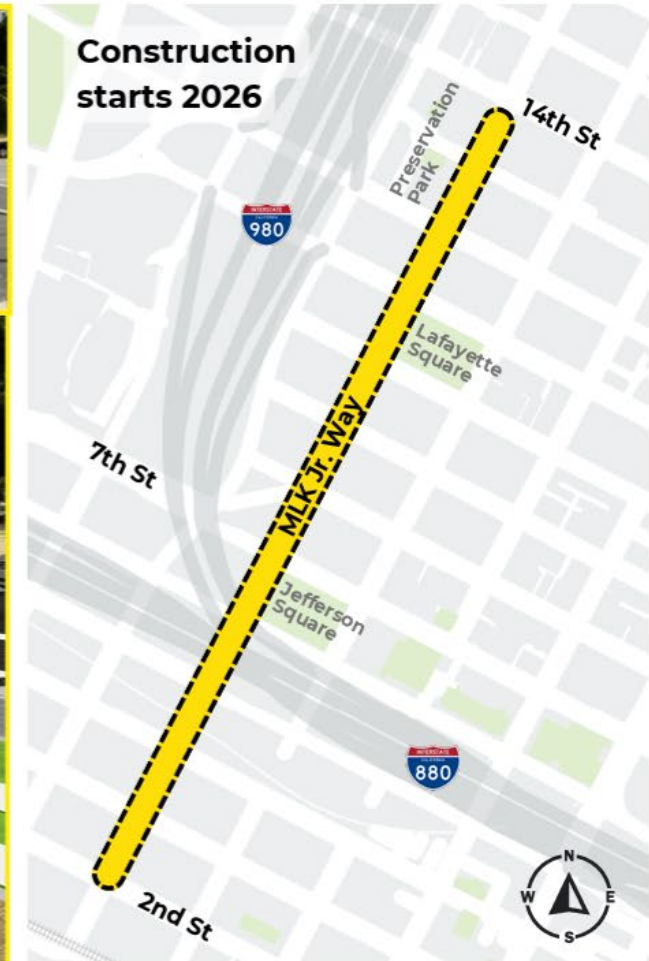 Construction
starts 2026
14th St
Preservation
Park
INTERSTATE
CALIFORNIA
980
Lafayette
Square
MLK Jr. Way
7th St
Jefferson
Square
INTERSTATE
CALIFORNIA
880
2nd St
N
W
E
S